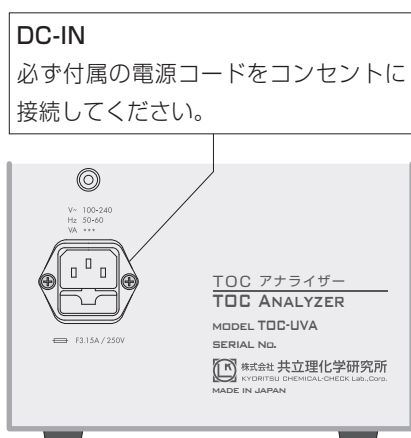 DC-IN
必ず付属の電源コードをコンセントに
接続してください。
V~ 100-240
Hz 50-60
VA ***
F3.15A / 250V
TOC アナライザー
TOC ANALYZER
MODEL TOC-UVA
SERIAL No.
株式会社 共立理化学研究所
KYORITSU CHEMICAL-CHECK Lab.,Corp.
MADE IN JAPAN